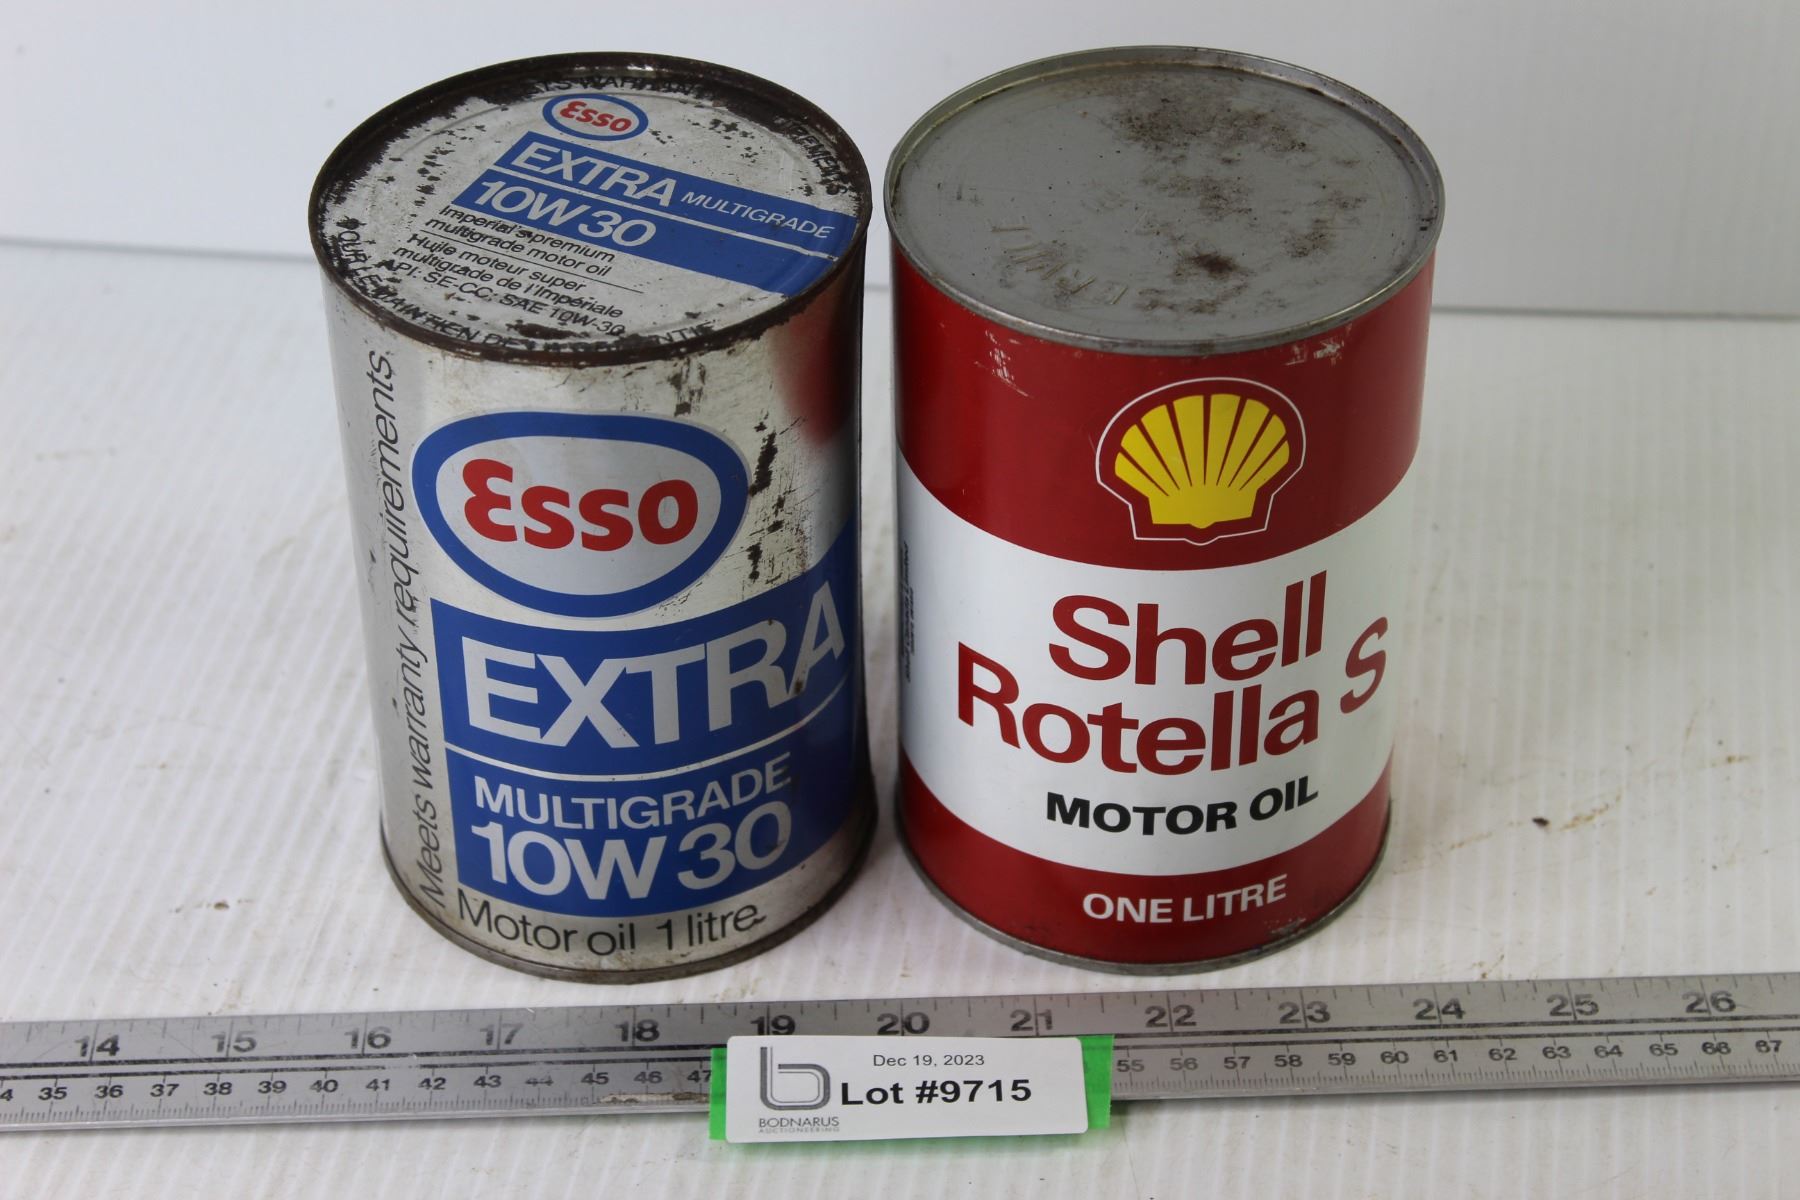 Esso
EXTRA MULTIGRADE
10W30
Imperial's premium
multigrade motor oil
Huile moteur super
multigrade de l'Impériale
API: SE-CC: SAE 10W-30
Meets warranty requirements.
Esso
EXTRA
MULTIGRADE
10W30
Motor oil 1 litre
Shell
Rotella S
MOTOR OIL
ONE LITRE
14 15 16 17 18 19 20 21 22 23 24 25 26
35 36 37 38 39 40 41 42 43 44 45 46 47 55 56 57 58 59 60 61 62 63 64 65 66 67
Dec 19, 2023
Lot #9715
BODNARUS
AUCTIONEERING